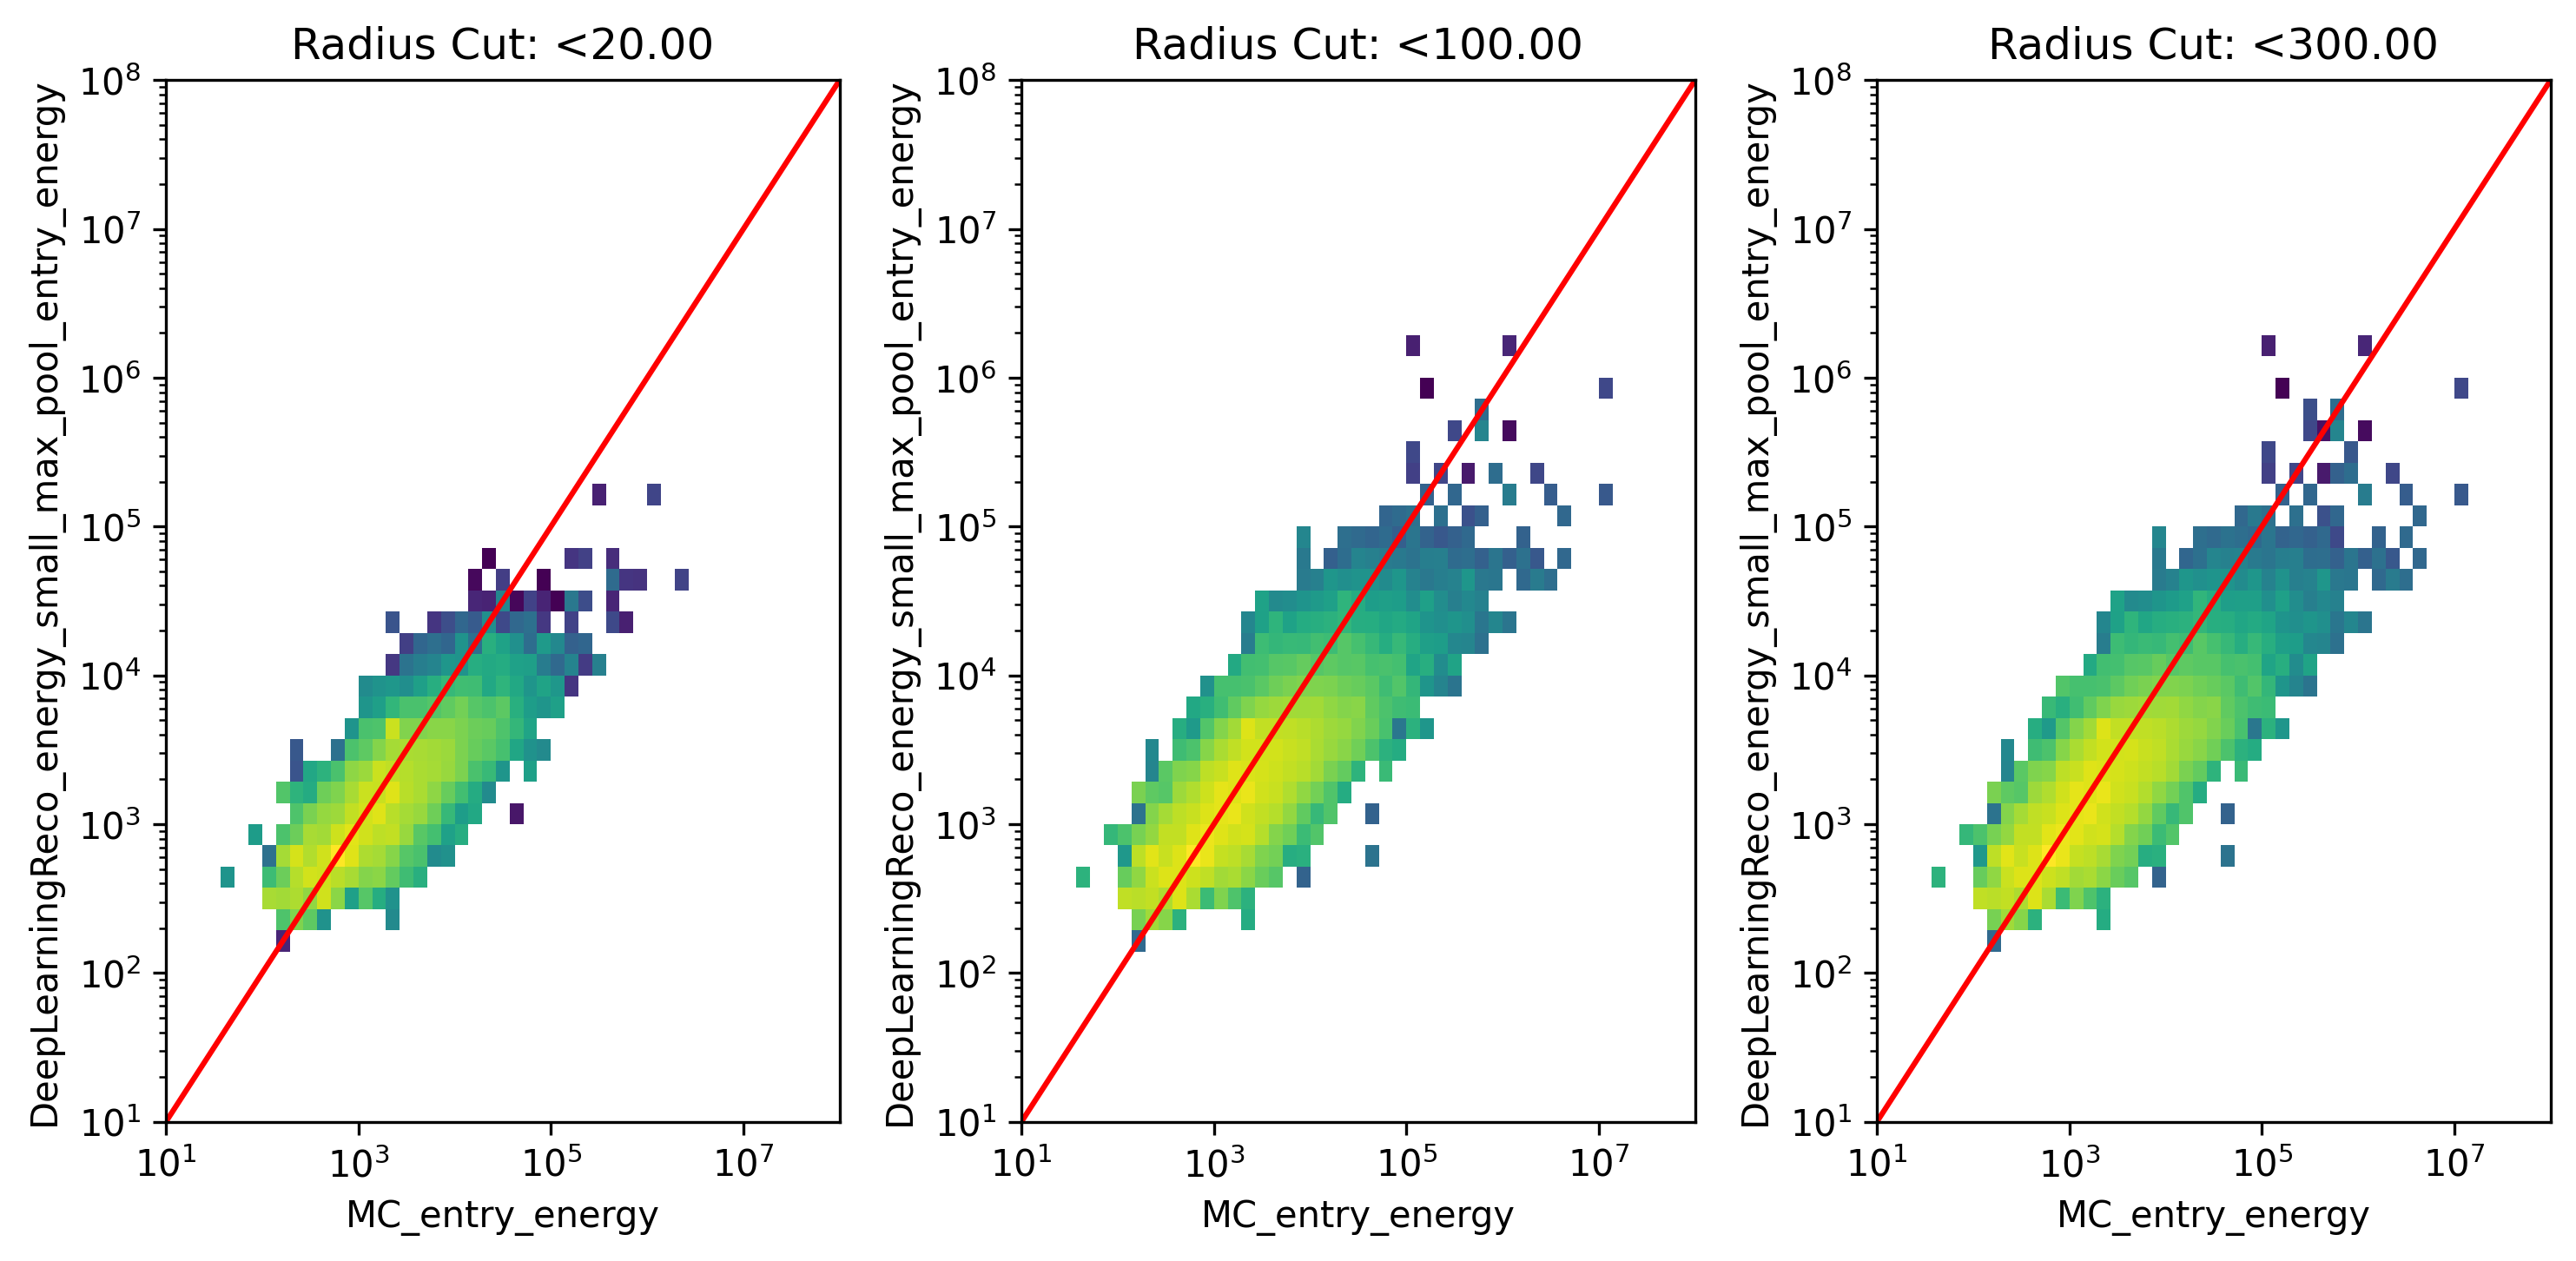 Radius Cut: <20.00
DeepLearningReco_energy_small_max_pool_entry_energy
10^8
10^7
10^6
10^5
10^4
10^3
10^2
10^1
10^1 10^3 10^5 10^7
MC_entry_energy
Radius Cut: <100.00
DeepLearningReco_energy_small_max_pool_entry_energy
10^8
10^7
10^6
10^5
10^4
10^3
10^2
10^1
10^1 10^3 10^5 10^7
MC_entry_energy
Radius Cut: <300.00
DeepLearningReco_energy_small_max_pool_entry_energy
10^8
10^7
10^6
10^5
10^4
10^3
10^2
10^1
10^1 10^3 10^5 10^7
MC_entry_energy